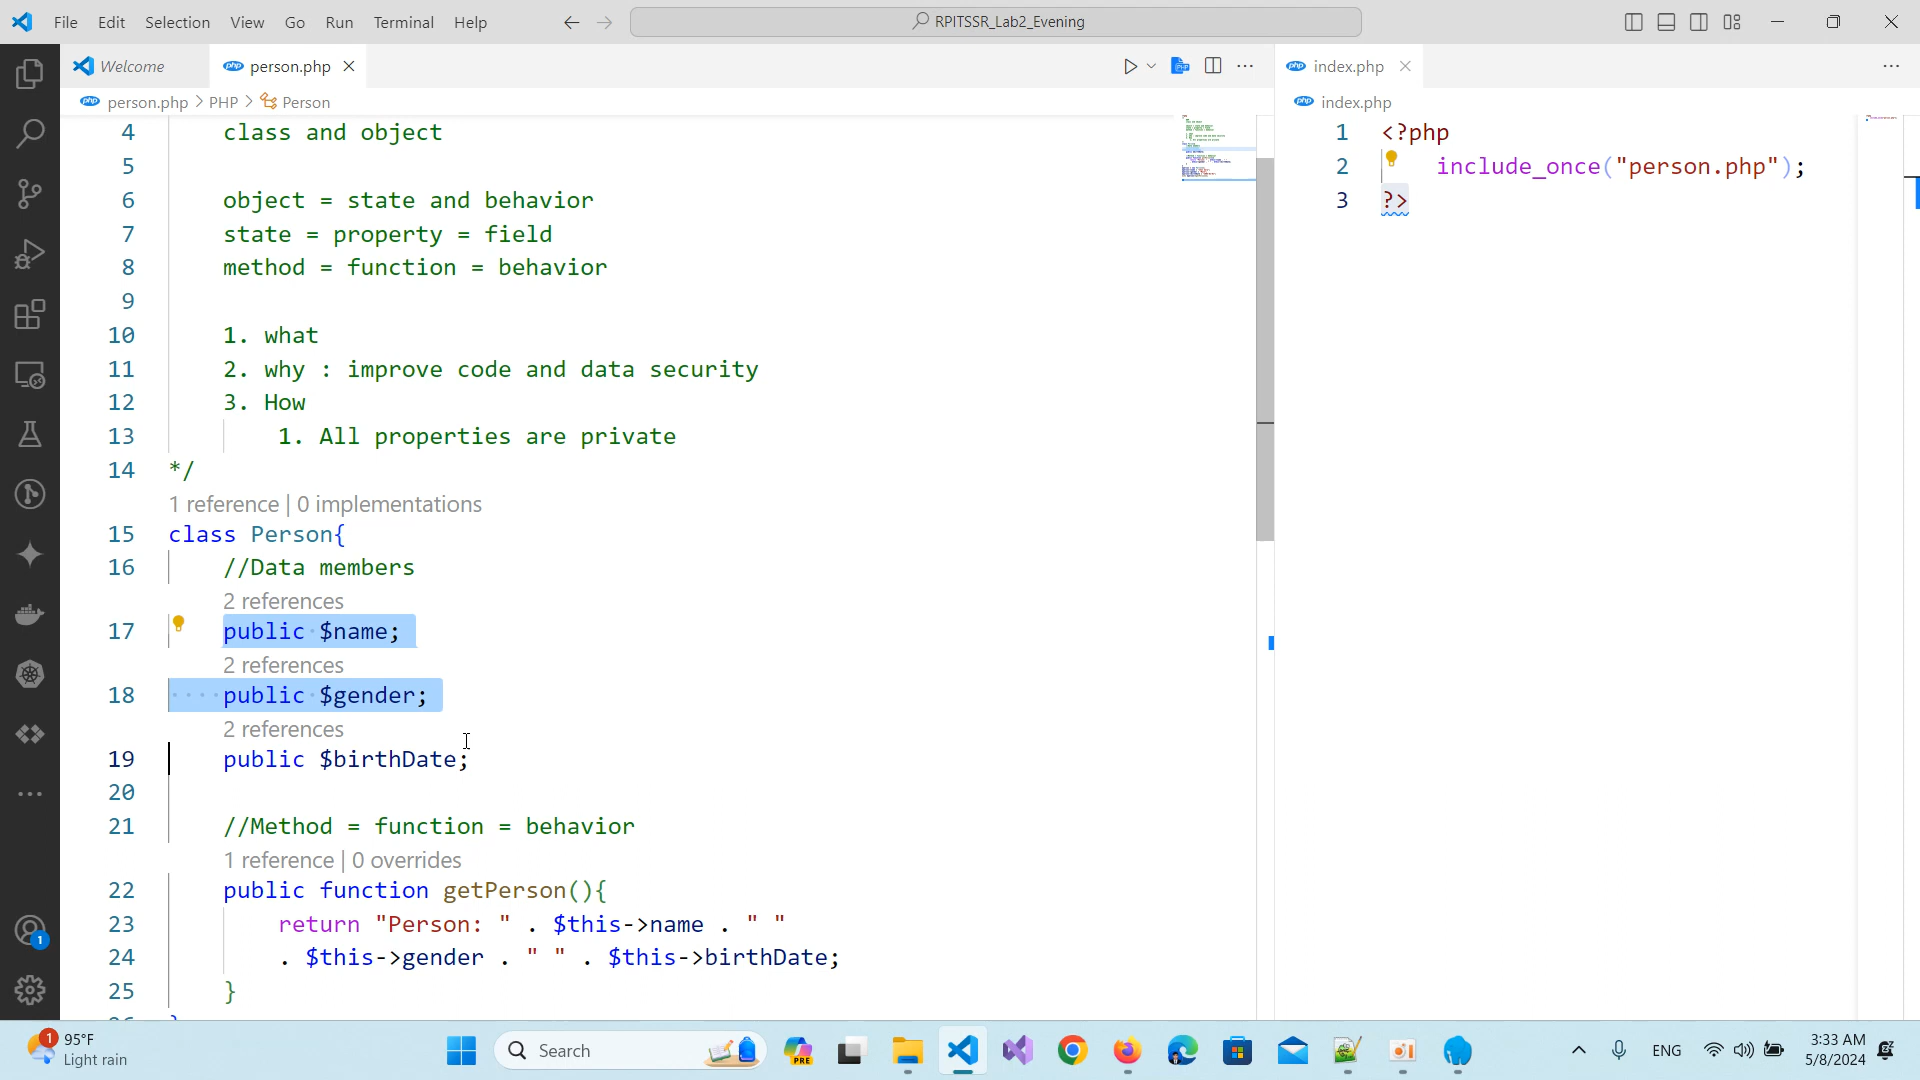 File Edit Selection View Go Run Terminal Help
RPITSSR_Lab2_Evening
Welcome
person.php
person.php > PHP > Person
4 class and object
5
6 object = state and behavior
7 state = property = field
8 method = function = behavior
9
10 1. what
11 2. why : improve code and data security
12 3. How
13 1. All properties are private
14 */
1 reference | 0 implementations
15 class Person{
16 //Data members
2 references
17 public $name;
2 references
18 public $gender;
2 references
19 public $birthDate;
20
21 //Method = function = behavior
1 reference | 0 overrides
22 public function getPerson(){
23 return "Person: " . $this->name . " "
24 . $this->gender . " " . $this->birthDate;
25 }
index.php
index.php
1 <?php
2 include_once("person.php");
3 ?>
1
1
95°F
Light rain
Search
PRE
ENG
3:33 AM
5/8/2024